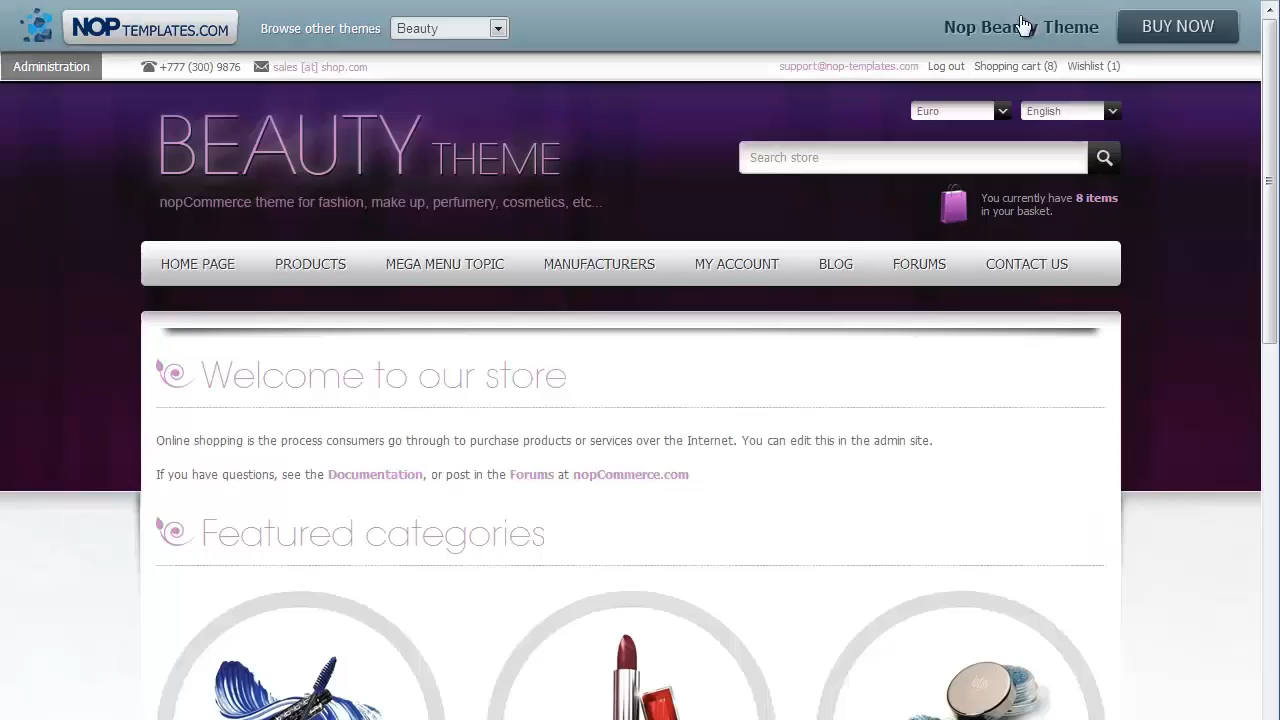 NOP TEMPLATES.COM Browse other themes Beauty Nop Beauty Theme BUY NOW
Administration +777 (300) 9876 sales [at] shop.com support@nop-templates.com Log out Shopping cart (8) Wishlist (1)
Euro English
BEAUTY THEME
Search store
nopCommerce theme for fashion, make up, perfumery, cosmetics, etc...
You currently have 8 items
in your basket.
HOME PAGE PRODUCTS MEGA MENU TOPIC MANUFACTURERS MY ACCOUNT BLOG FORUMS CONTACT US
Welcome to our store
Online shopping is the process consumers go through to purchase products or services over the Internet. You can edit this in the admin site.
If you have questions, see the Documentation, or post in the Forums at nopCommerce.com
Featured categories